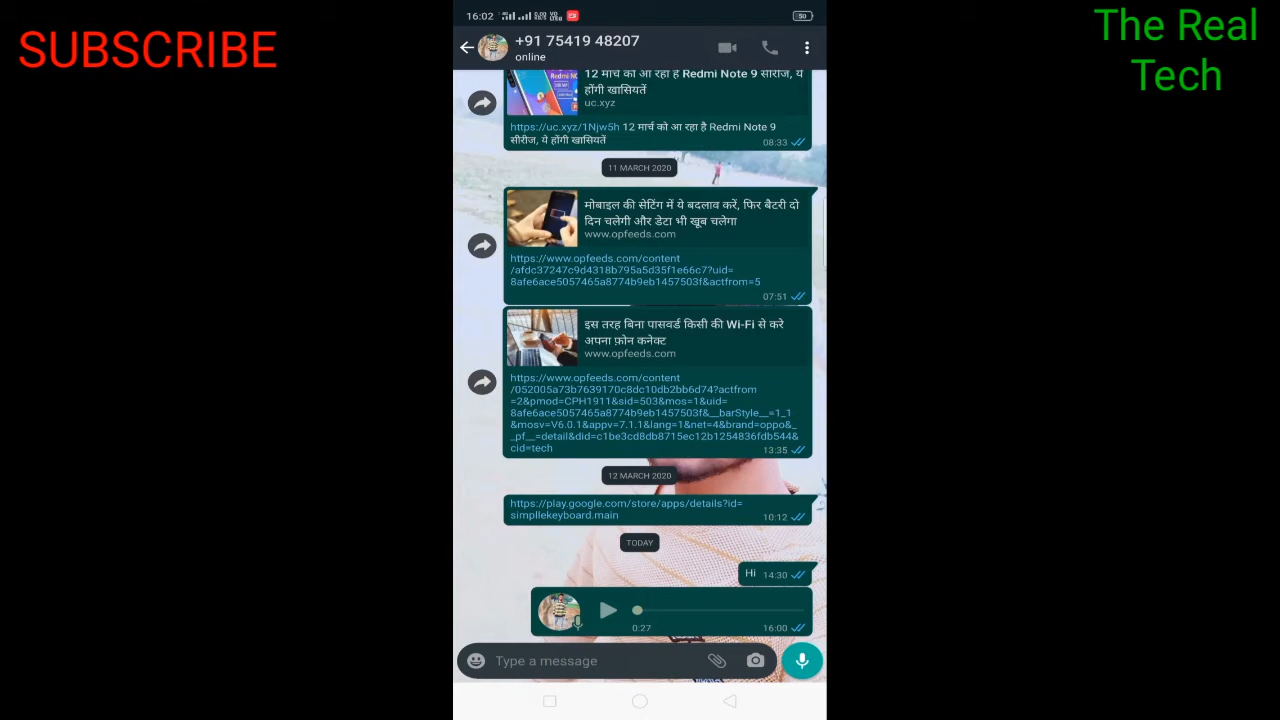 SUBSCRIBE
The Real
Tech
16:02
50
+91 75419 48207
online
12 मार्च को आ रहा है Redmi Note 9 सीरीज, ये
होंगी खासियतें
uc.xyz
https://uc.xyz/1Njw5h 12 मार्च को आ रहा है Redmi Note 9
सीरीज, ये होंगी खासियतें
08:33
11 MARCH 2020
मोबाइल की सेटिंग में ये बदलाव करें, फिर बैटरी दो
दिन चलेगी और डेटा भी खूब चलेगा
www.opfeeds.com
https://www.opfeeds.com/content
/afdc37247c9d4318b795a5d35f1e66c7?uid=
8afe6ace5057465a8774b9eb1457503f&actfrom=5
07:51
इस तरह बिना पासवर्ड किसी की Wi-Fi से करे
अपना फ़ोन कनेक्ट
www.opfeeds.com
https://www.opfeeds.com/content
/052005a73b7639170c8dc10db2bb6d74?actfrom
=2&pmod=CPH1911&sid=503&mos=1&uid=
8afe6ace5057465a8774b9eb1457503f&__barStyle__=1_1
&mosv=V6.0.1&appv=7.1.1&lang=1&net=4&brand=oppo&_
_pf__=detail&did=c1be3cd8db8715ec12b1254836fdb544&
cid=tech
13:35
12 MARCH 2020
https://play.google.com/store/apps/details?id=
simpllekeyboard.main
10:12
TODAY
Hi 14:30
0:27 16:00
Type a message